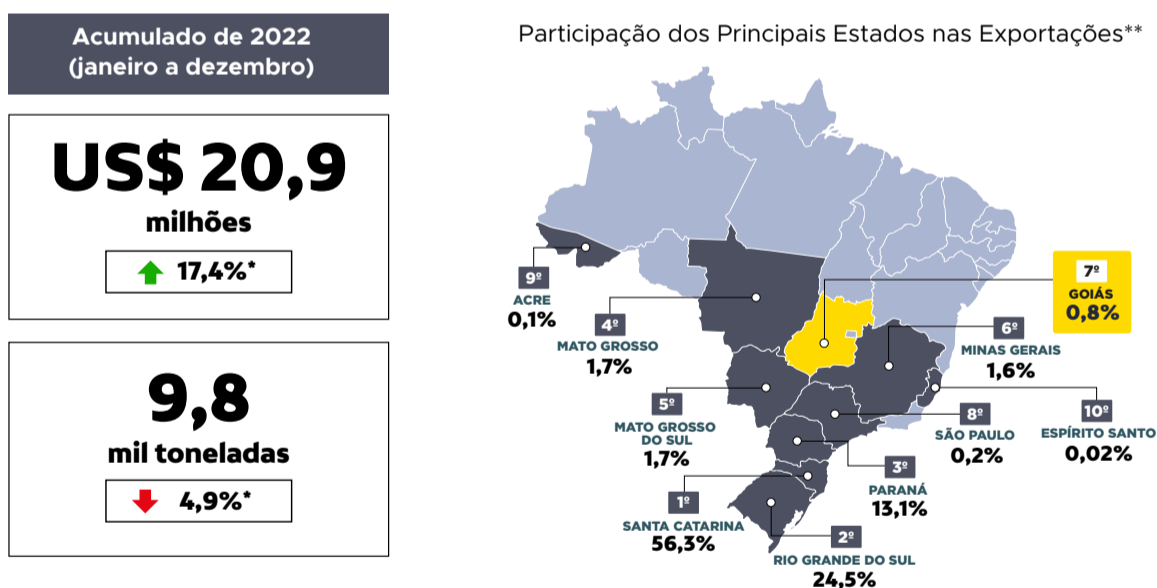 Acumulado de 2022
(janeiro a dezembro)
US$ 20,9
milhões
17,4%*
9,8
mil toneladas
4,9%*
Participação dos Principais Estados nas Exportações**
9º
ACRE
0,1%
4º
MATO GROSSO
1,7%
5º
MATO GROSSO
DO SUL
1,7%
1º
SANTA CATARINA
56,3%
2º
RIO GRANDE DO SUL
24,5%
3º
PARANÁ
13,1%
8º
SÃO PAULO
0,2%
10º
ESPÍRITO SANTO
0,02%
6º
MINAS GERAIS
1,6%
7º
GOIÁS
0,8%